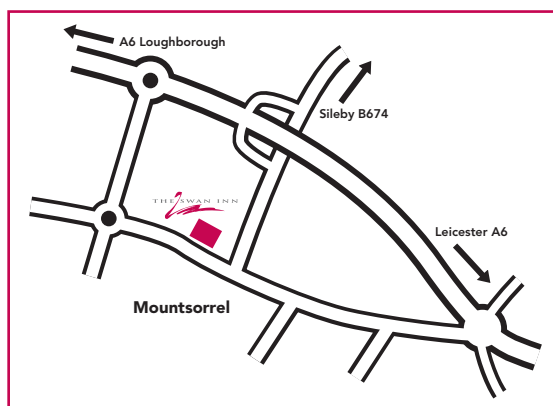 A6 Loughborough
Sileby B674
THE SWAN INN
Leicester A6
Mountsorrel